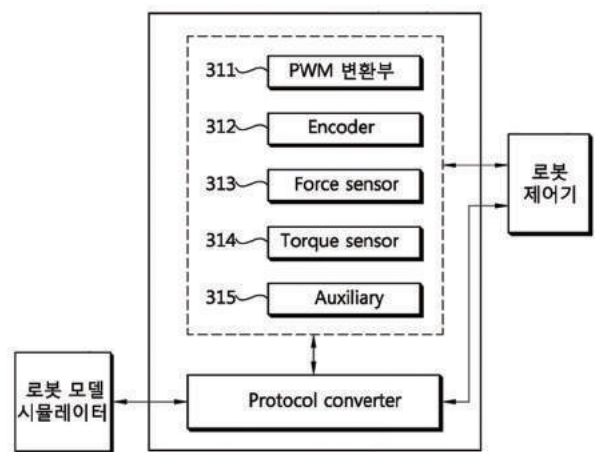 311 PWM 변환부
312 Encoder
313 Force sensor
314 Torque sensor
315 Auxiliary
로봇
제어기
로봇 모델
시뮬레이터
Protocol converter